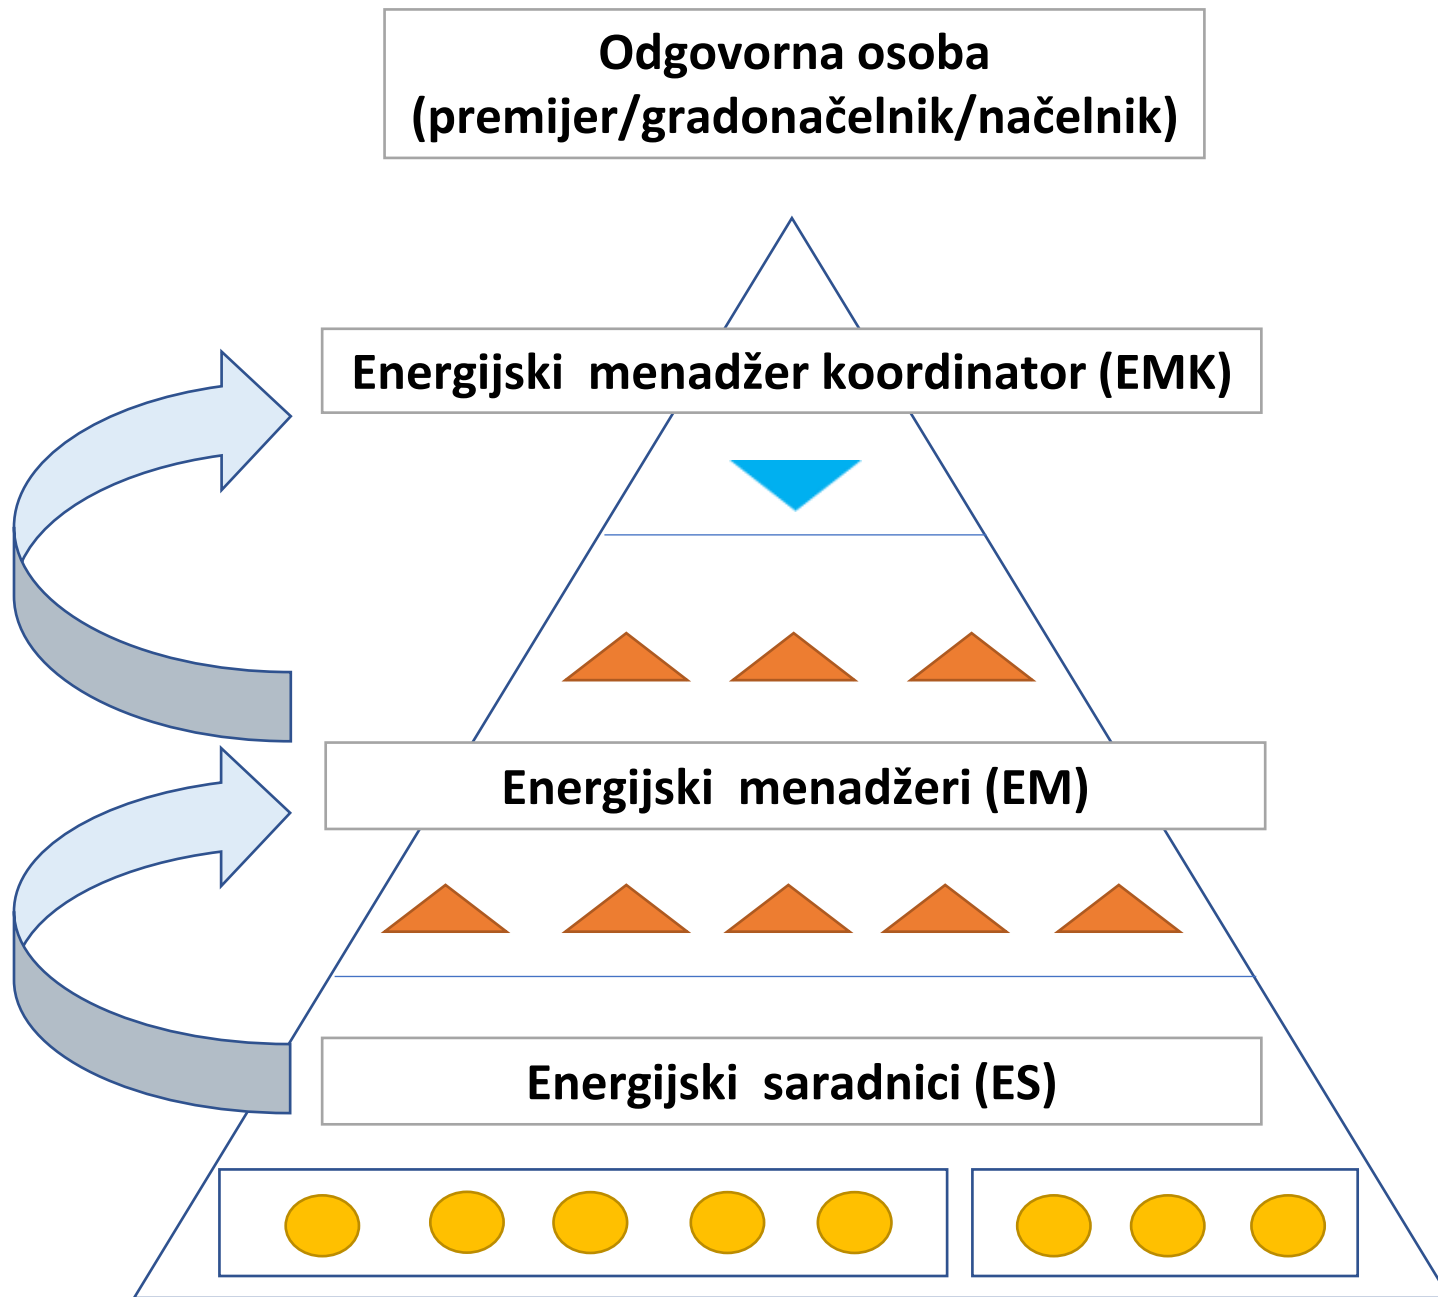 Odgovorna osoba
(premijer/gradonačelnik/načelnik)
Energijski  menadžer koordinator (EMK)
Energijski  menadžeri (EM)
Energijski  saradnici (ES)